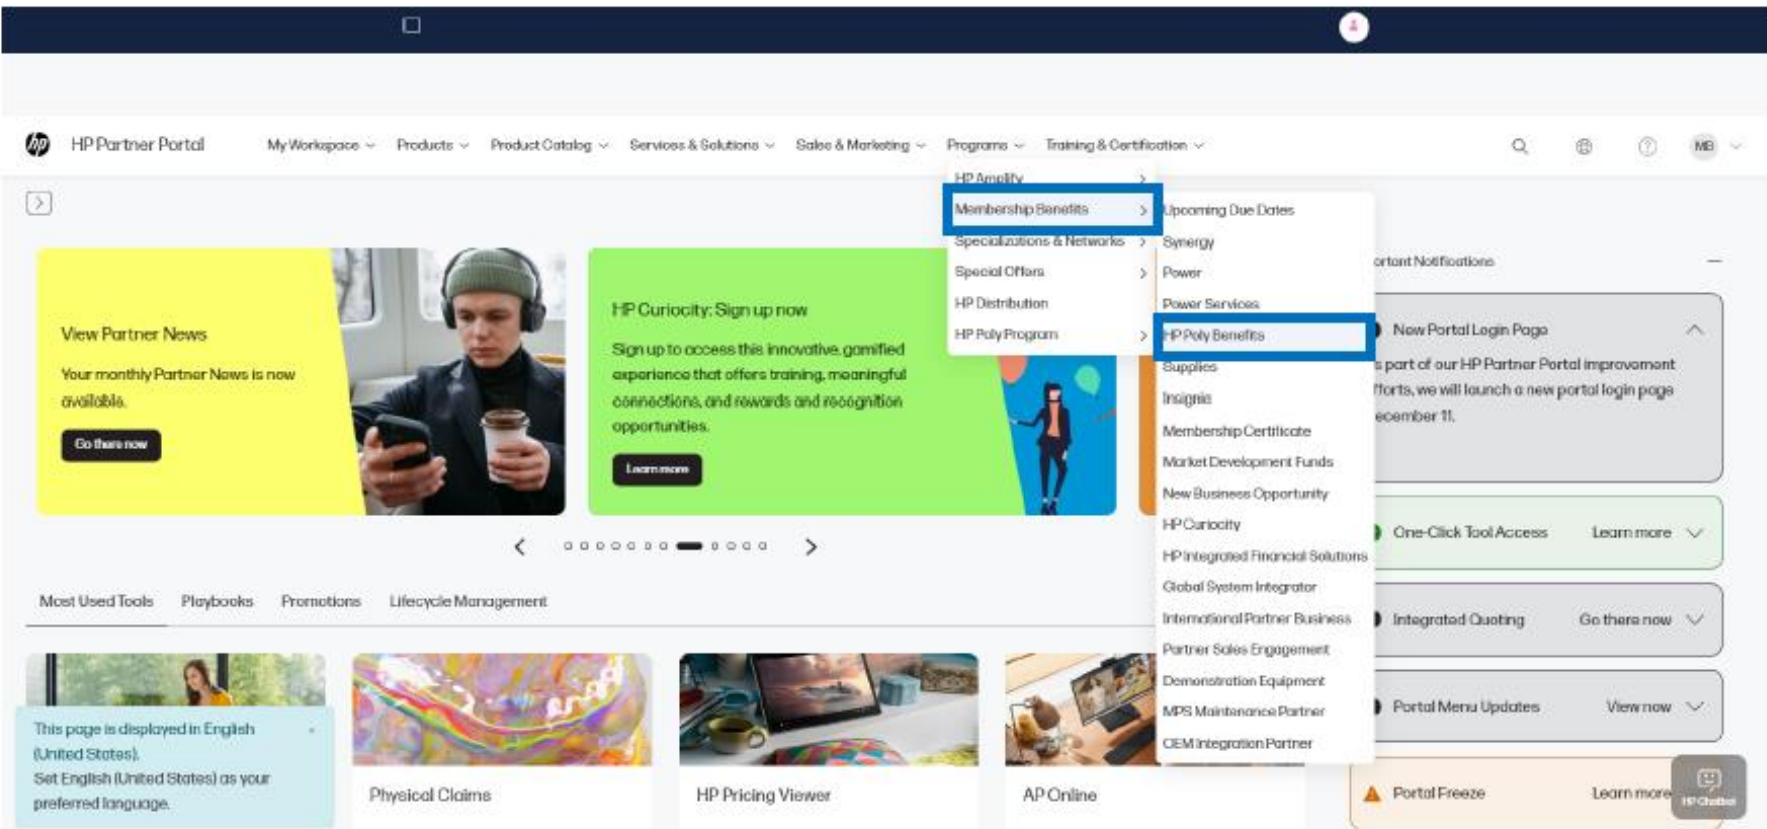 hp
HP Partner Portal
My Workspace
Products
Product Catalog
Services & Solutions
Sales & Marketing
Programs
Training & Certification
MB
HP Amplify
Membership Benefits
Specializations & Networks
Special Offers
HP Distribution
HP Poly Program
Upcoming Due Dates
Synergy
Power
Power Services
HP Poly Benefits
Supplies
Insignia
Membership Certificate
Market Development Funds
New Business Opportunity
HP Curiocity
HP Integrated Financial Solutions
Global System Integrator
International Partner Business
Partner Sales Engagement
Demonstration Equipment
MPS Maintenance Partner
OEM Integration Partner
View Partner News
Your monthly Partner News is now
available.
Go there now
HP Curiocity: Sign up now
Sign up to access this innovative, gamified
experience that offers training, meaningful
connections, and rewards and recognition
opportunities.
Learn more
ortant Notifications
New Portal Login Page
s part of our HP Partner Portal improvement
fforts, we will launch a new portal login page
ecember 11.
One-Click Tool Access
Learn more
Integrated Quoting
Go there now
Portal Menu Updates
View now
Portal Freeze
Learn more
HP Chatbot
Most Used Tools
Playbooks
Promotions
Lifecycle Management
This page is displayed in English
(United States).
Set English (United States) as your
preferred language.
Physical Claims
HP Pricing Viewer
AP Online